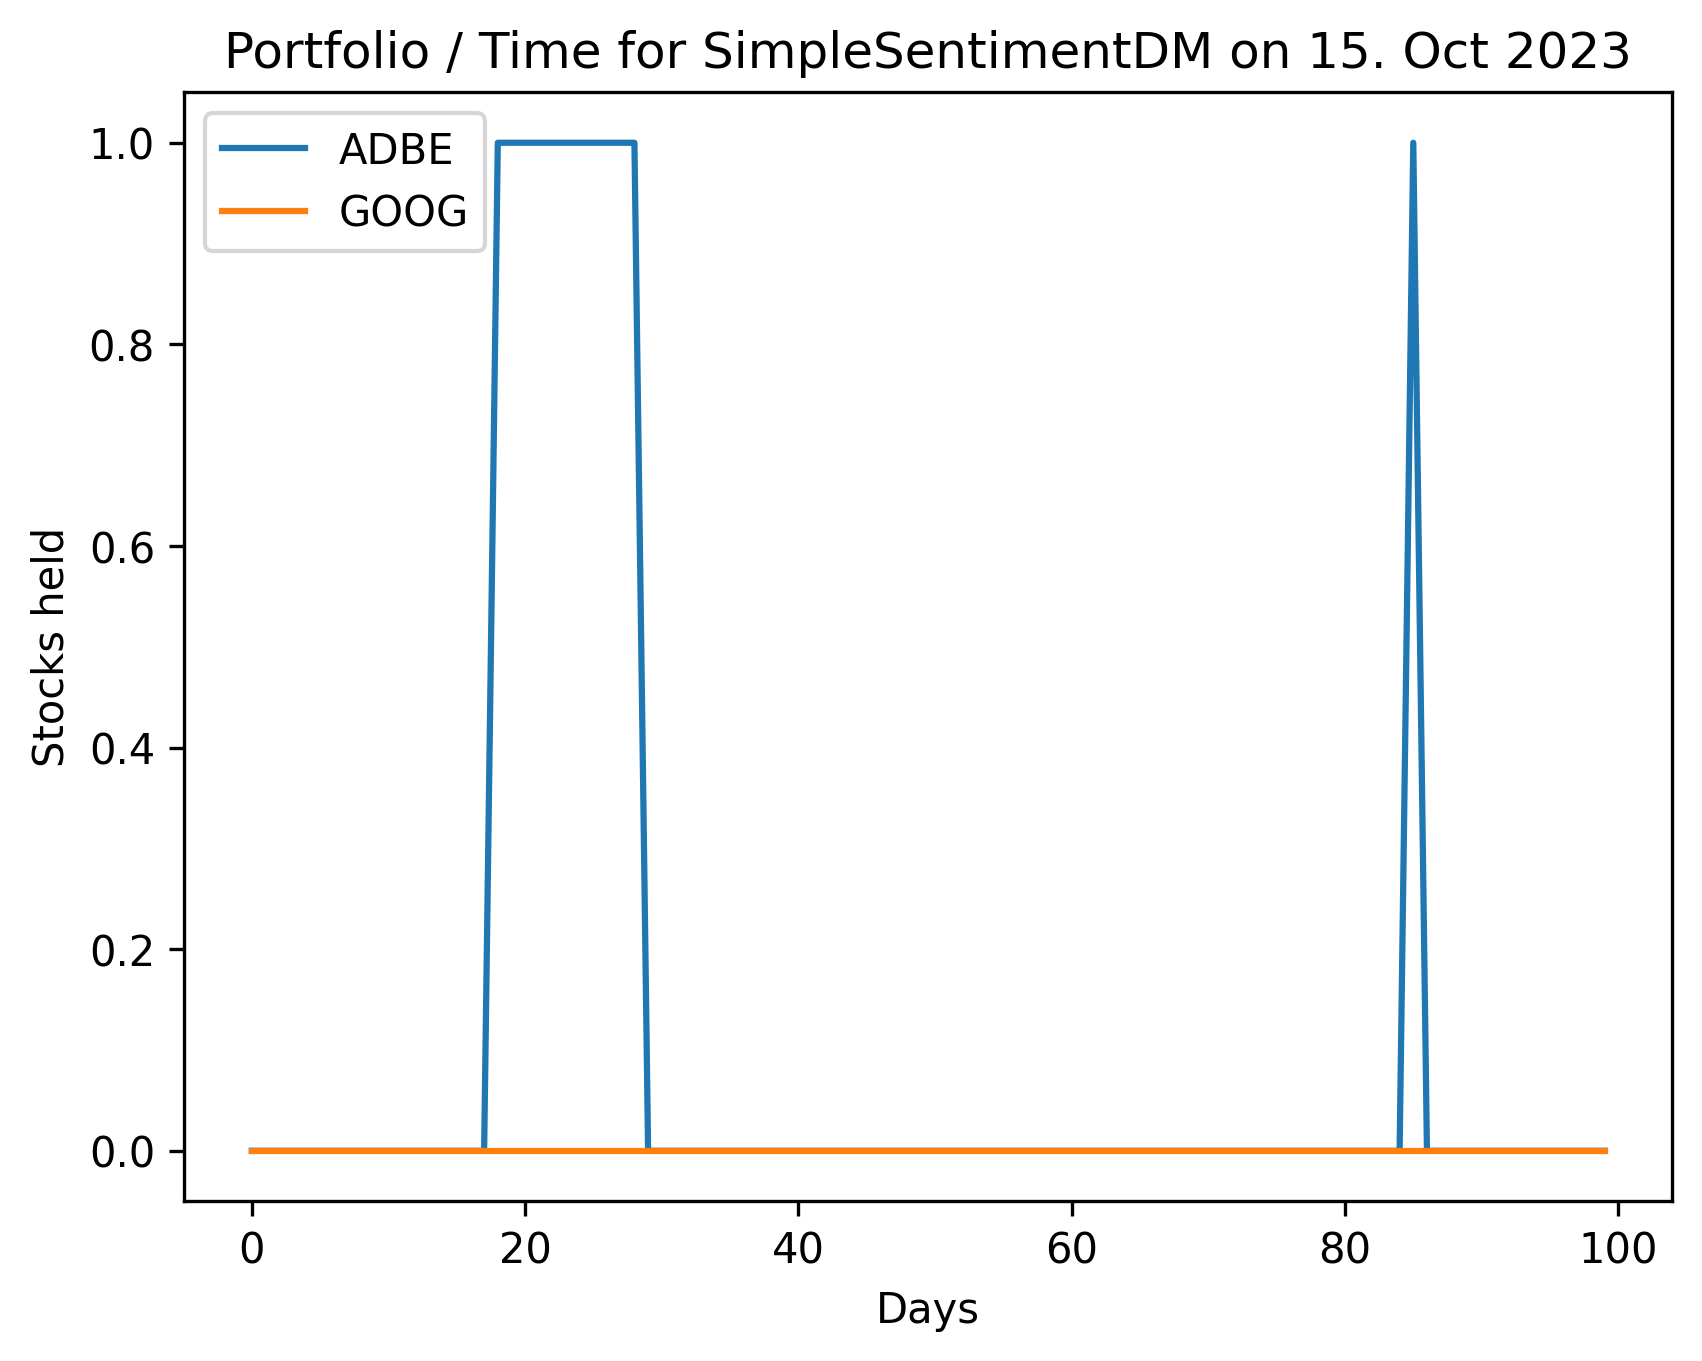 Portfolio / Time for SimpleSentimentDM on 15. Oct 2023
ADBE
GOOG
1.0
0.8
0.6
0.4
0.2
0.0
Stocks held
0 20 40 60 80 100
Days